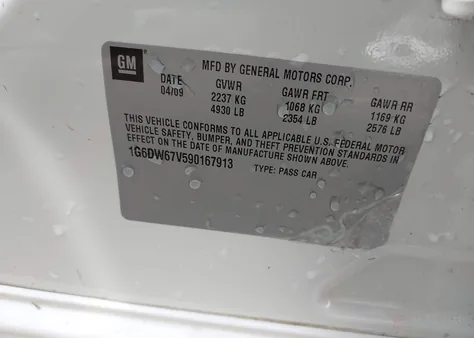 GM
MFD BY GENERAL MOTORS CORP.
DATE GVWR GAWR FRT GAWR RR
04/09 2237 KG 1068 KG 1169 KG
4930 LB 2354 LB 2576 LB
THIS VEHICLE CONFORMS TO ALL APPLICABLE U.S. FEDERAL MOTOR
VEHICLE SAFETY, BUMPER, AND THEFT PREVENTION STANDARDS IN
EFFECT ON THE DATE OF MANUFACTURE SHOWN ABOVE.
1G6DW67V590167913 TYPE: PASS CAR